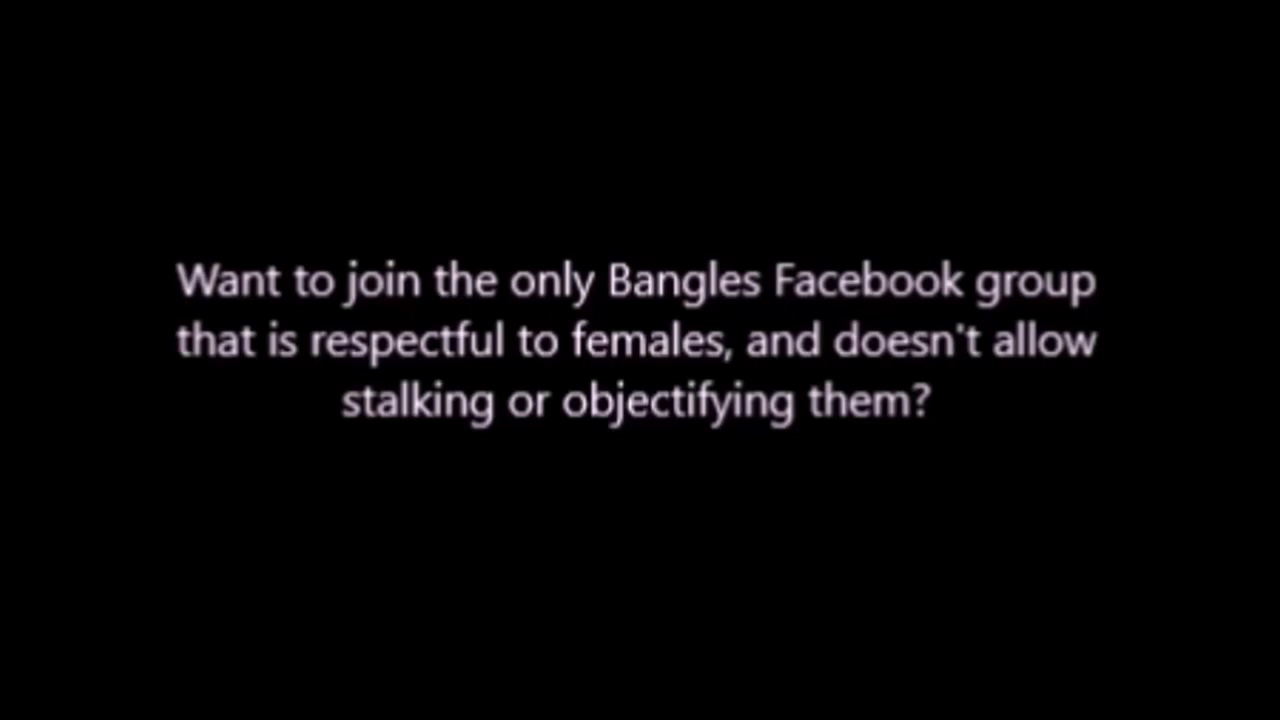 Want to join the only Bangles Facebook group
that is respectful to females, and doesn't allow
stalking or objectifying them?